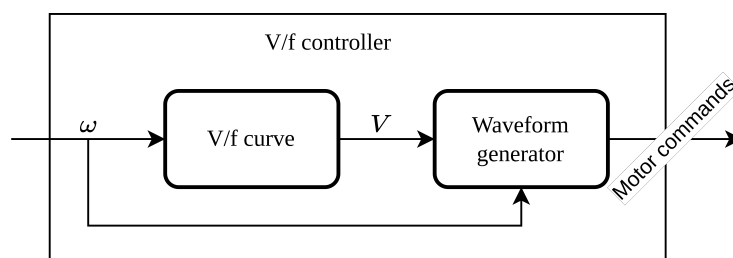 V/f controller
ω
V/f curve
V
Waveform
generator
Motor commands